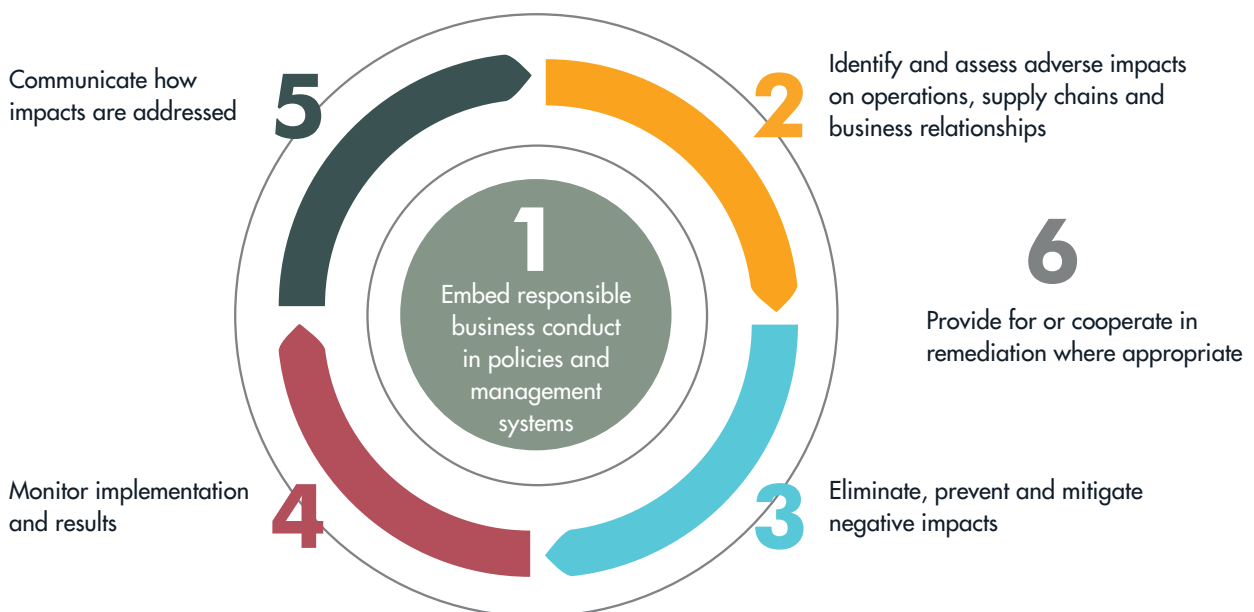 1
Embed responsible
business conduct
in policies and
management
systems
2
Identify and assess adverse impacts
on operations, supply chains and
business relationships
3
Eliminate, prevent and mitigate
negative impacts
4
Monitor implementation
and results
5
Communicate how
impacts are addressed
6
Provide for or cooperate in
remediation where appropriate